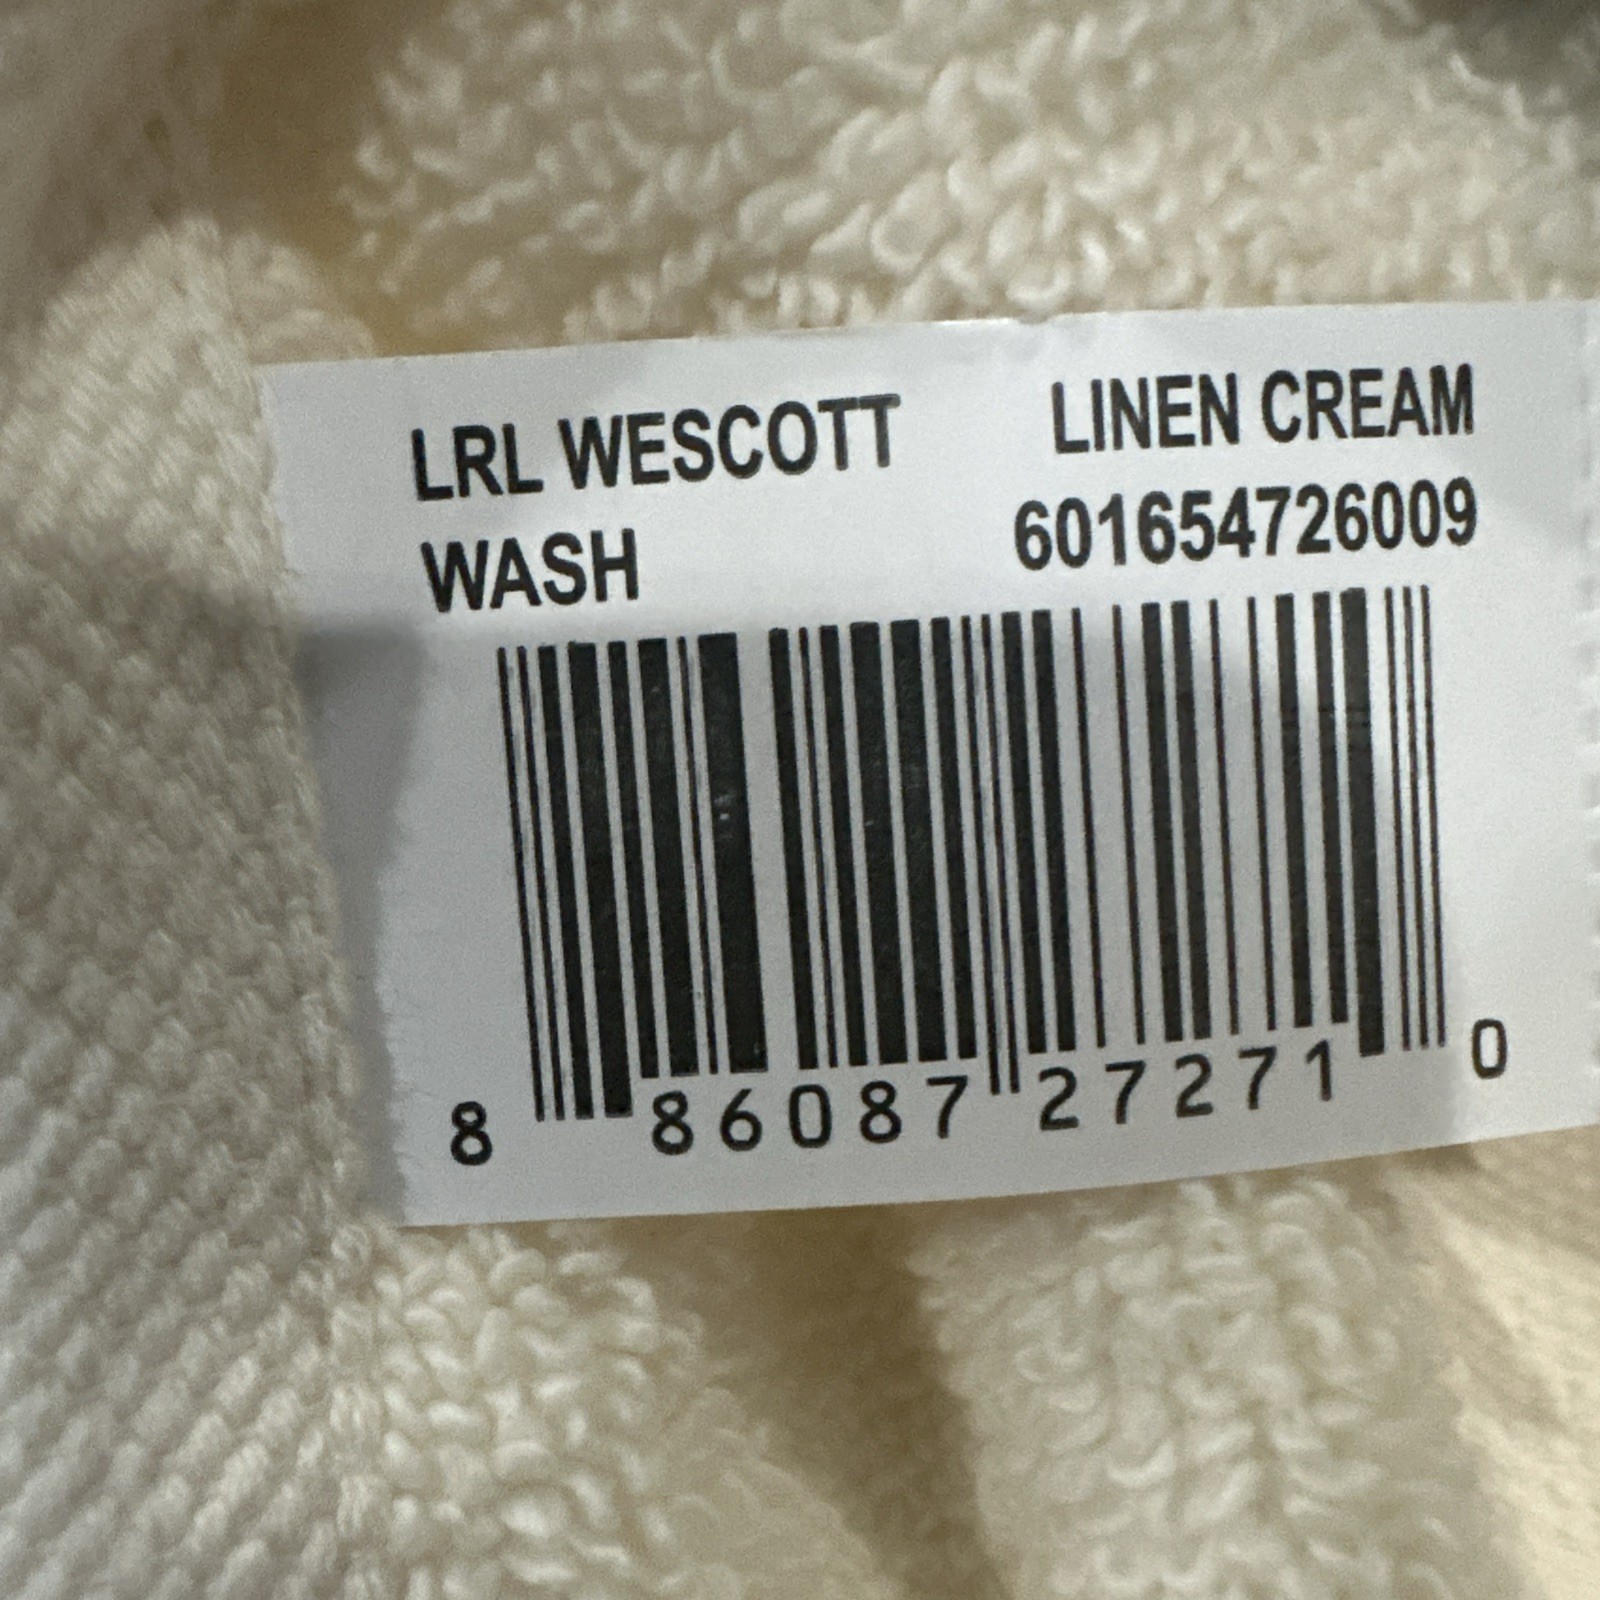 LRL WESCOTT LINEN CREAM
WASH 601654726009
8 86087 27271 0